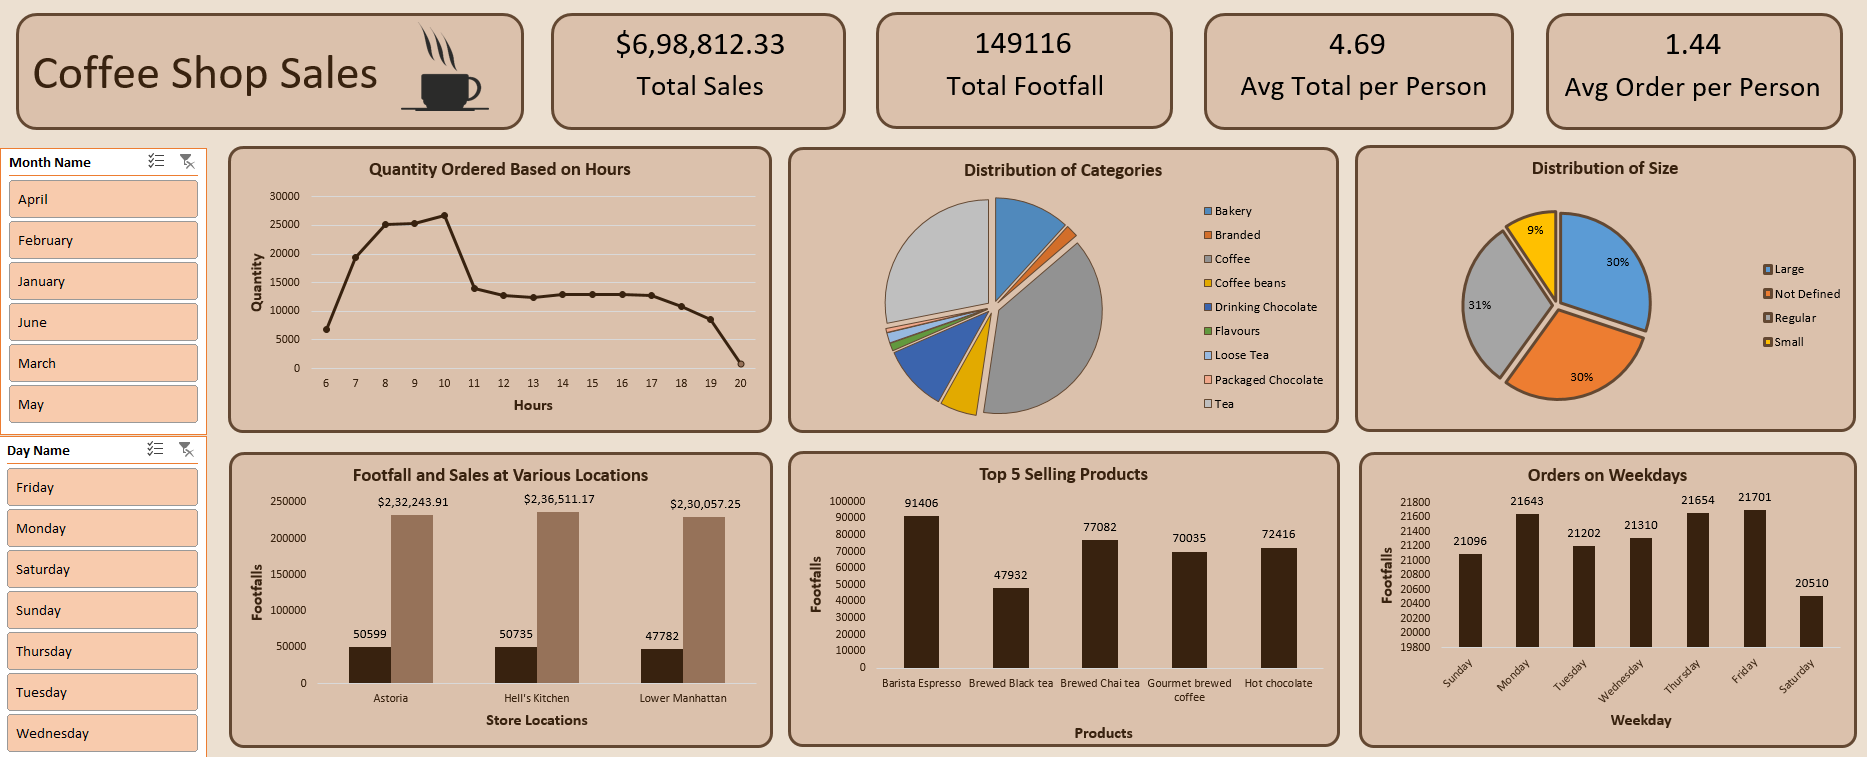 Coffee Shop Sales
$6,98,812.33
Total Sales
149116
Total Footfall
4.69
Avg Total per Person
1.44
Avg Order per Person
Month Name
April
February
January
June
March
May
Day Name
Friday
Monday
Saturday
Sunday
Thursday
Tuesday
Wednesday
Quantity Ordered Based on Hours
Quantity
30000
25000
20000
15000
10000
5000
0
6 7 8 9 10 11 12 13 14 15 16 17 18 19 20
Hours
Distribution of Categories
Bakery
Branded
Coffee
Coffee beans
Drinking Chocolate
Flavours
Loose Tea
Packaged Chocolate
Tea
Distribution of Size
9%
30%
31%
30%
Large
Not Defined
Regular
Small
Footfall and Sales at Various Locations
Footfalls
250000
200000
150000
100000
50000
0
$2,32,243.91 $2,36,511.17 $2,30,057.25
50599 50735 47782
Astoria Hell's Kitchen Lower Manhattan
Store Locations
Top 5 Selling Products
Footfalls
100000
90000
80000
70000
60000
50000
40000
30000
20000
10000
0
91406 47932 77082 70035 72416
Barista Espresso Brewed Black tea Brewed Chai tea Gourmet brewed coffee Hot chocolate
Products
Orders on Weekdays
Footfalls
21800
21600
21400
21200
21000
20800
20600
20400
20200
20000
19800
21096 21643 21202 21310 21654 21701 20510
Sunday Monday Tuesday Wednesday Thursday Friday Saturday
Weekday